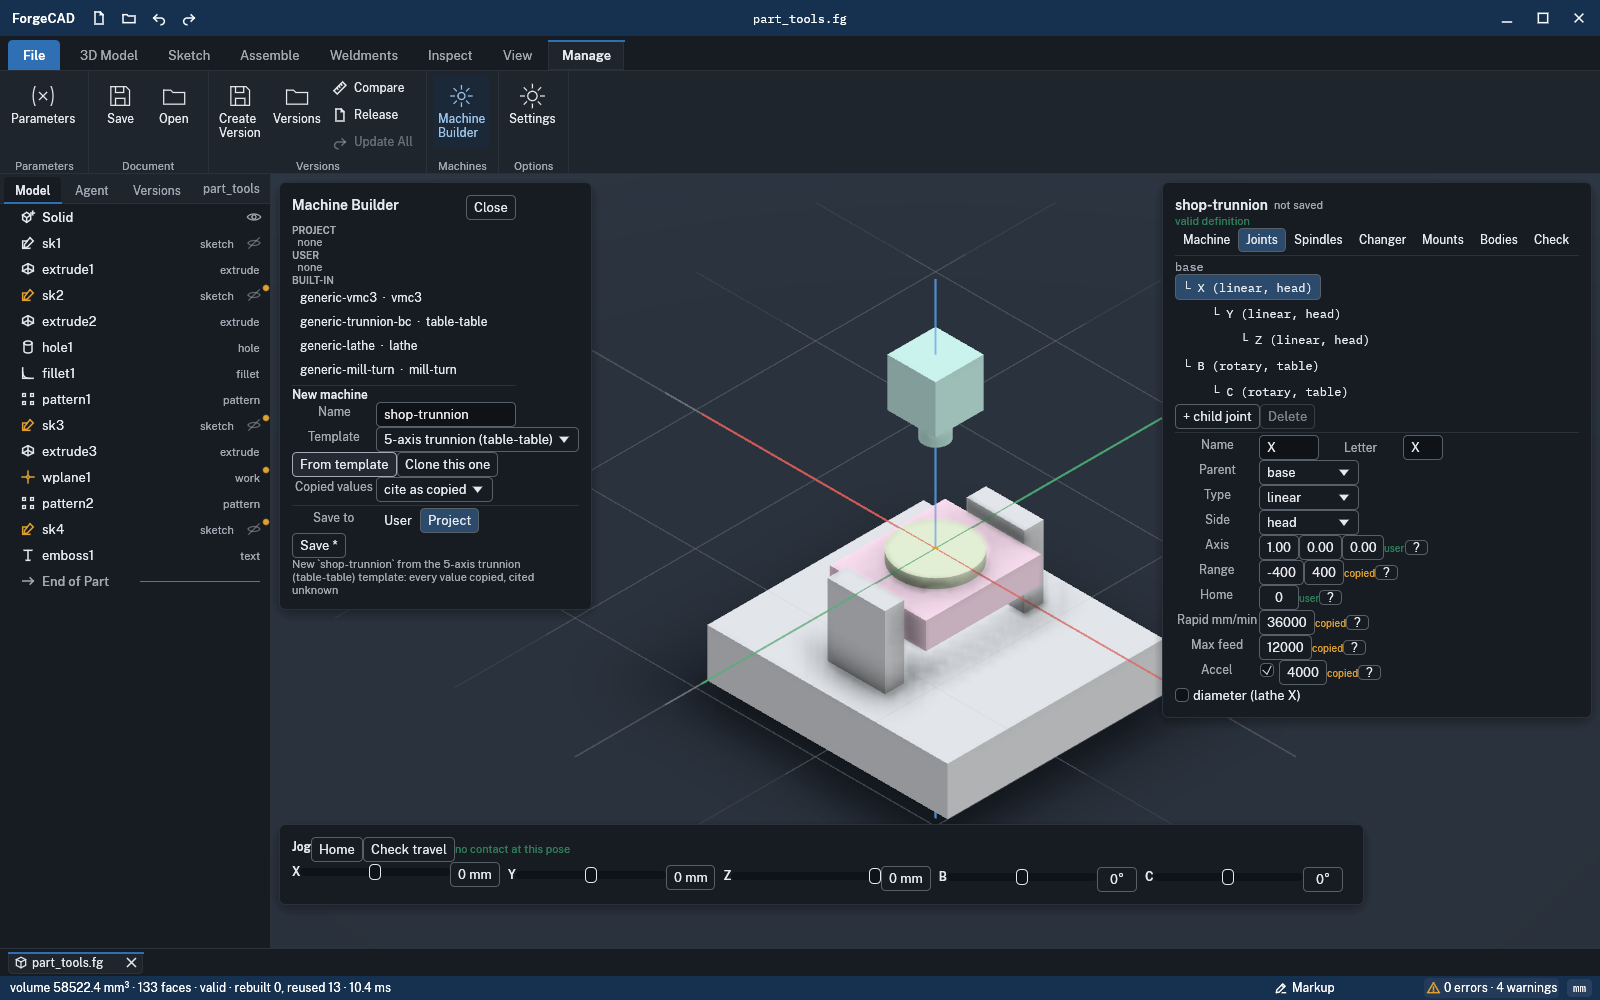 ForgeCAD
part_tools.fg
File 3D Model Sketch Assemble Weldments Inspect View Manage
Parameters Save Open Create Version Versions Compare Release Update All Machine Builder Settings
Parameters Document Versions Machines Options
Model Agent Versions part_tools
Solid
sk1 sketch
extrude1 extrude
sk2 sketch
extrude2 extrude
hole1 hole
fillet1 fillet
pattern1 pattern
sk3 sketch
extrude3 extrude
wplane1 work
pattern2 pattern
sk4 sketch
emboss1 text
End of Part
Machine Builder Close
PROJECT
none
USER
none
BUILT-IN
generic-vmc3 · vmc3
generic-trunnion-bc · table-table
generic-lathe · lathe
generic-mill-turn · mill-turn
New machine
Name shop-trunnion
Template 5-axis trunnion (table-table)
From template Clone this one
Copied values cite as copied
Save to User Project
Save *
New `shop-trunnion` from the 5-axis trunnion
(table-table) template: every value copied, cited
unknown
shop-trunnion not saved
valid definition
Machine Joints Spindles Changer Mounts Bodies Check
base
└ X (linear, head)
└ Y (linear, head)
└ Z (linear, head)
└ B (rotary, table)
└ C (rotary, table)
+ child joint Delete
Name X Letter X
Parent base
Type linear
Side head
Axis 1.00 0.00 0.00 user ?
Range -400 400 copied ?
Home 0 user ?
Rapid mm/min 36000 copied ?
Max feed 12000 copied ?
Accel 4000 copied ?
diameter (lathe X)
Jog Home Check travel no contact at this pose
X 0 mm Y 0 mm Z 0 mm B 0° C 0°
part_tools.fg
volume 58522.4 mm³ · 133 faces · valid · rebuilt 0, reused 13 · 10.4 ms
Markup
0 errors · 4 warnings mm